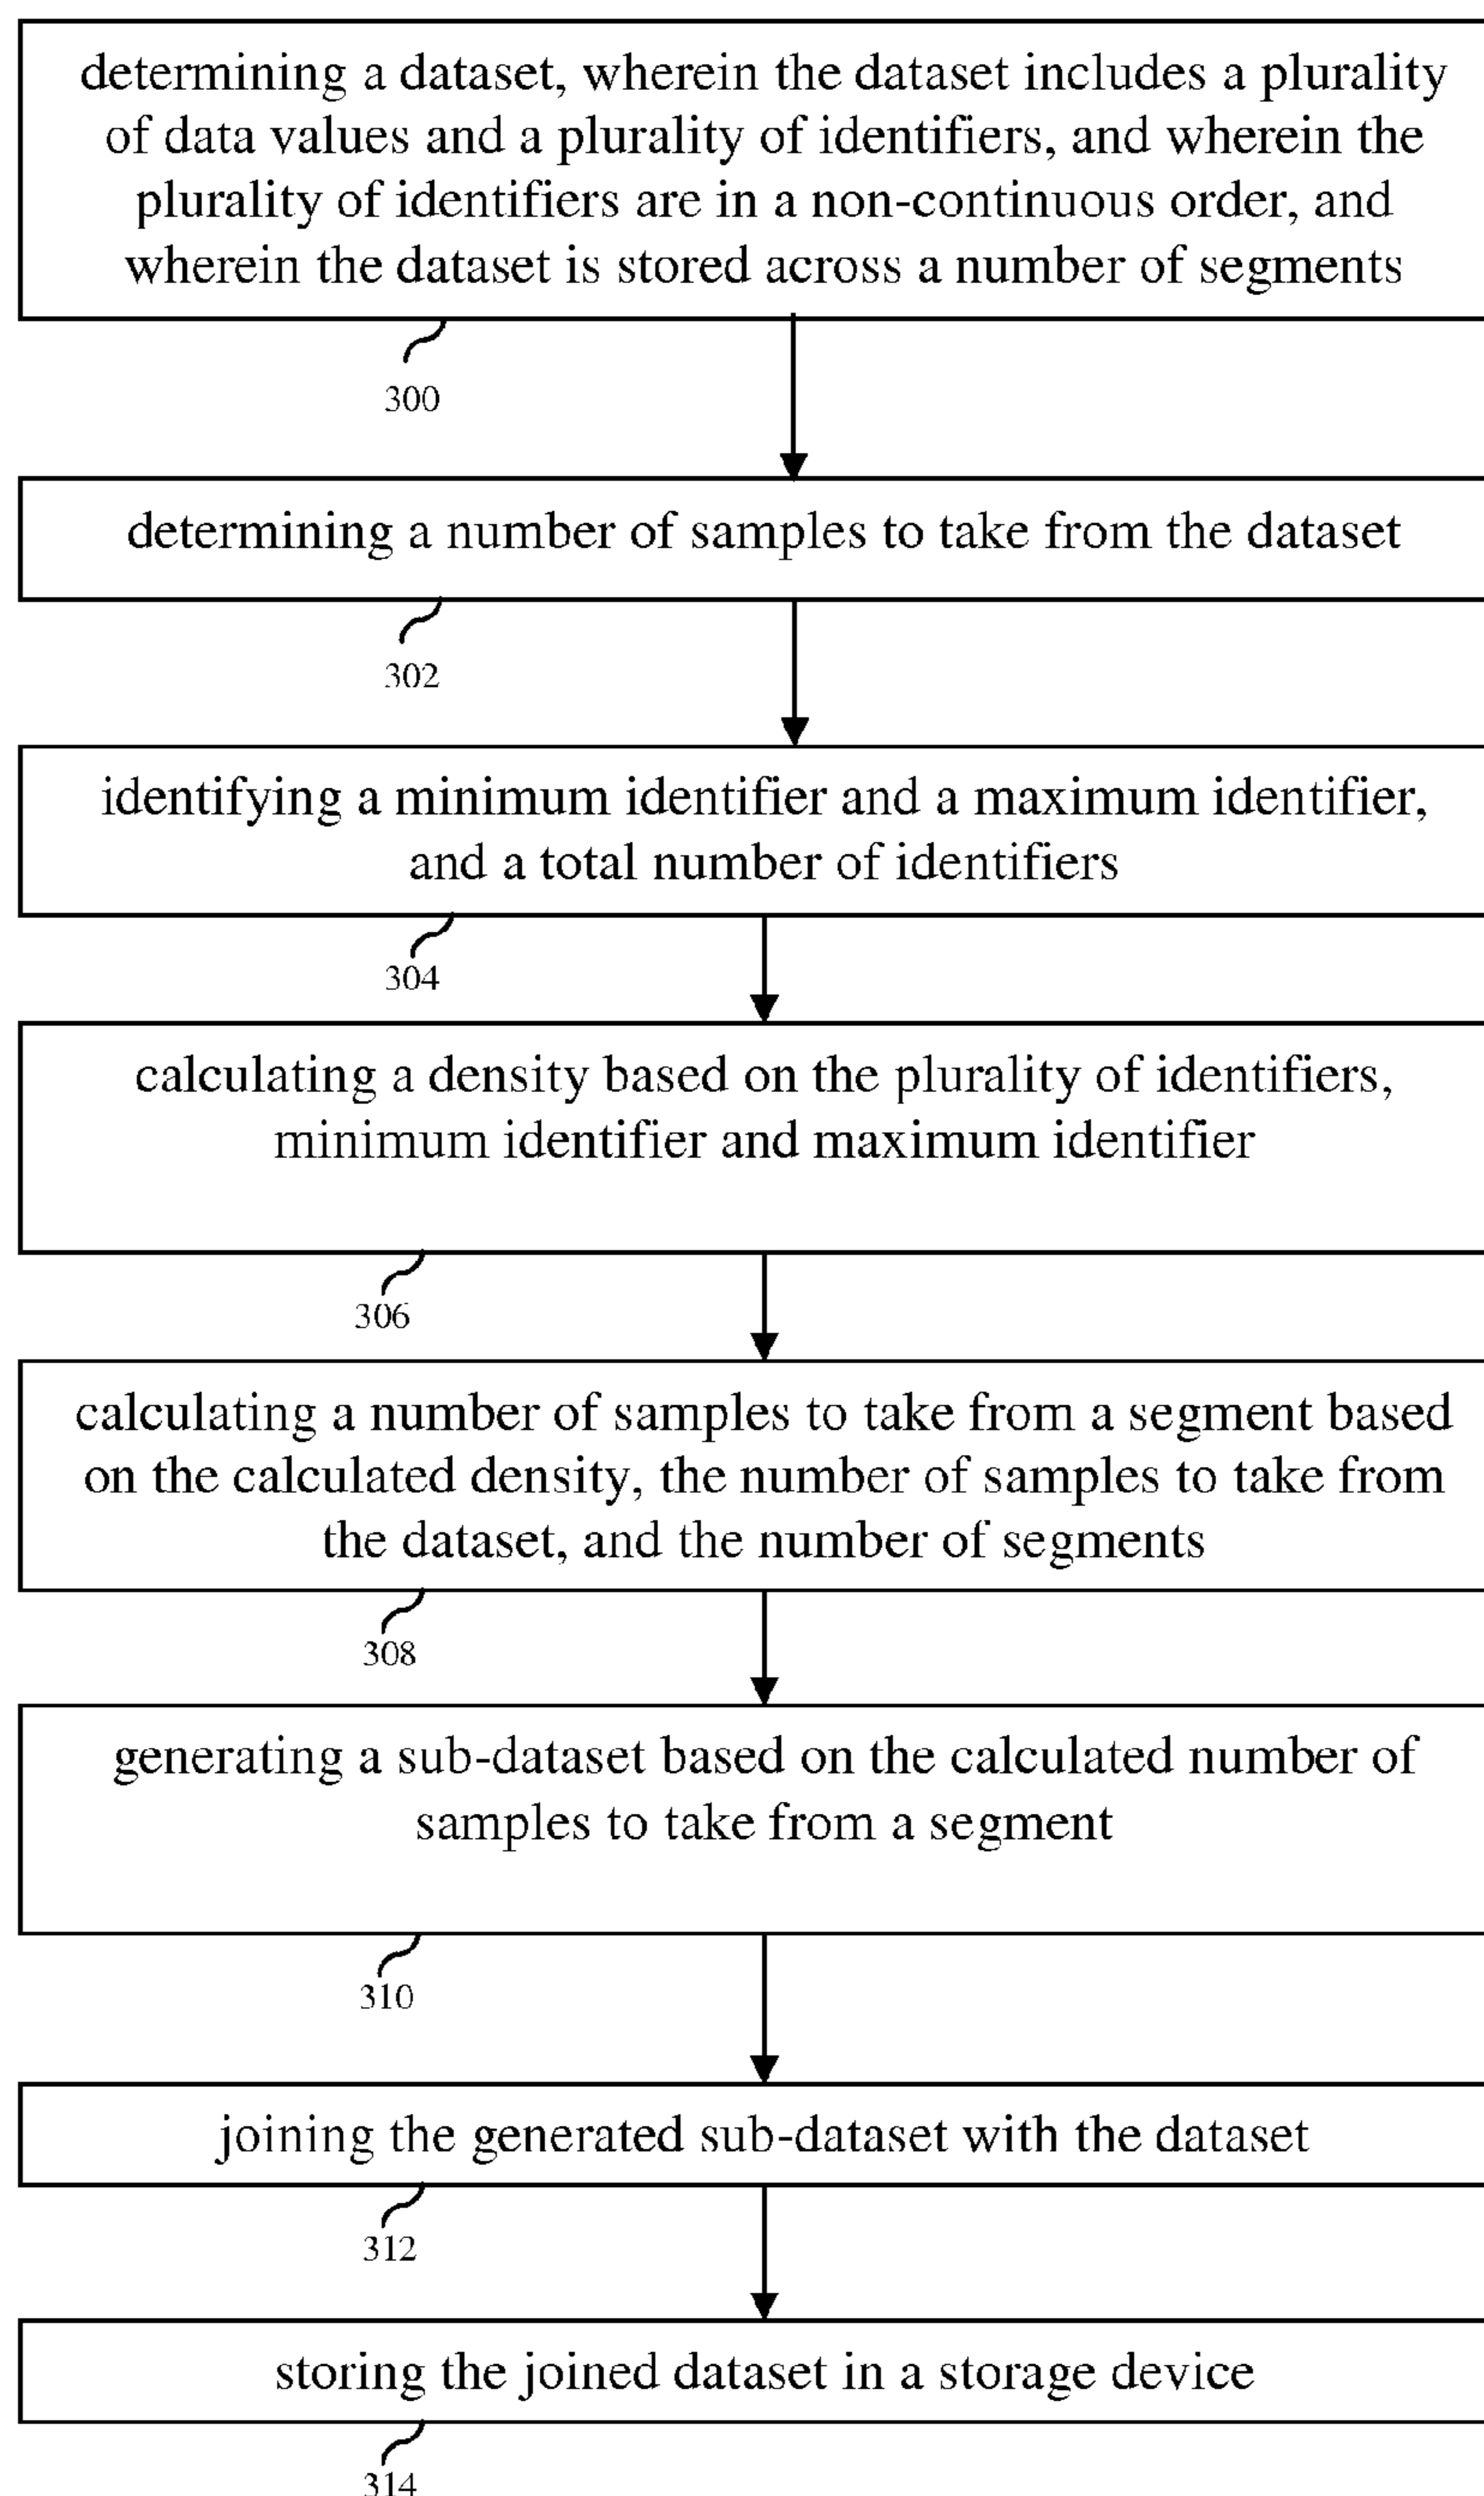 determining a dataset, wherein the dataset includes a plurality
of data values and a plurality of identifiers, and wherein the
plurality of identifiers are in a non-continuous order, and
wherein the dataset is stored across a number of segments
300
determining a number of samples to take from the dataset
302
identifying a minimum identifier and a maximum identifier,
and a total number of identifiers
304
calculating a density based on the plurality of identifiers,
minimum identifier and maximum identifier
306
calculating a number of samples to take from a segment based
on the calculated density, the number of samples to take from
the dataset, and the number of segments
308
generating a sub-dataset based on the calculated number of
samples to take from a segment
310
joining the generated sub-dataset with the dataset
312
storing the joined dataset in a storage device
314